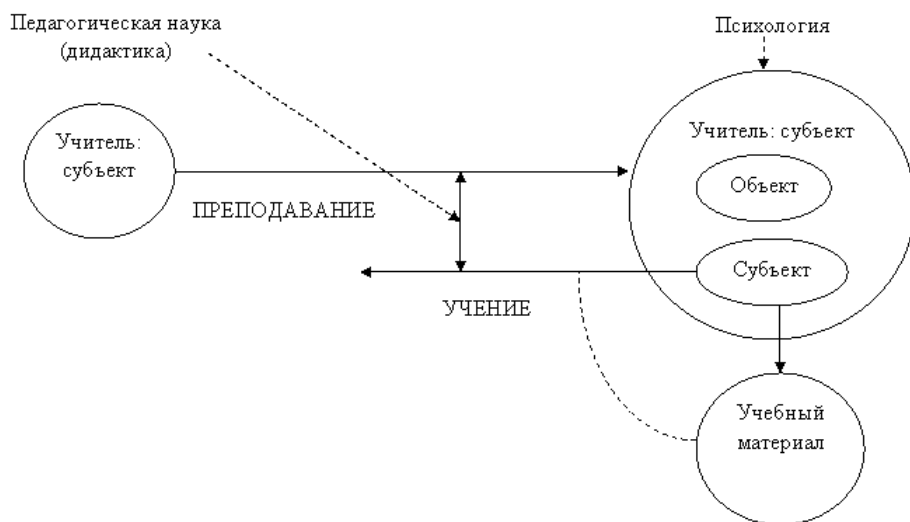 Педагогическая наука
(дидактика)
Психология
Учитель:
субъект
Учитель: субъект
Объект
ПРЕПОДАВАНИЕ
Субъект
УЧЕНИЕ
Учебный
материал